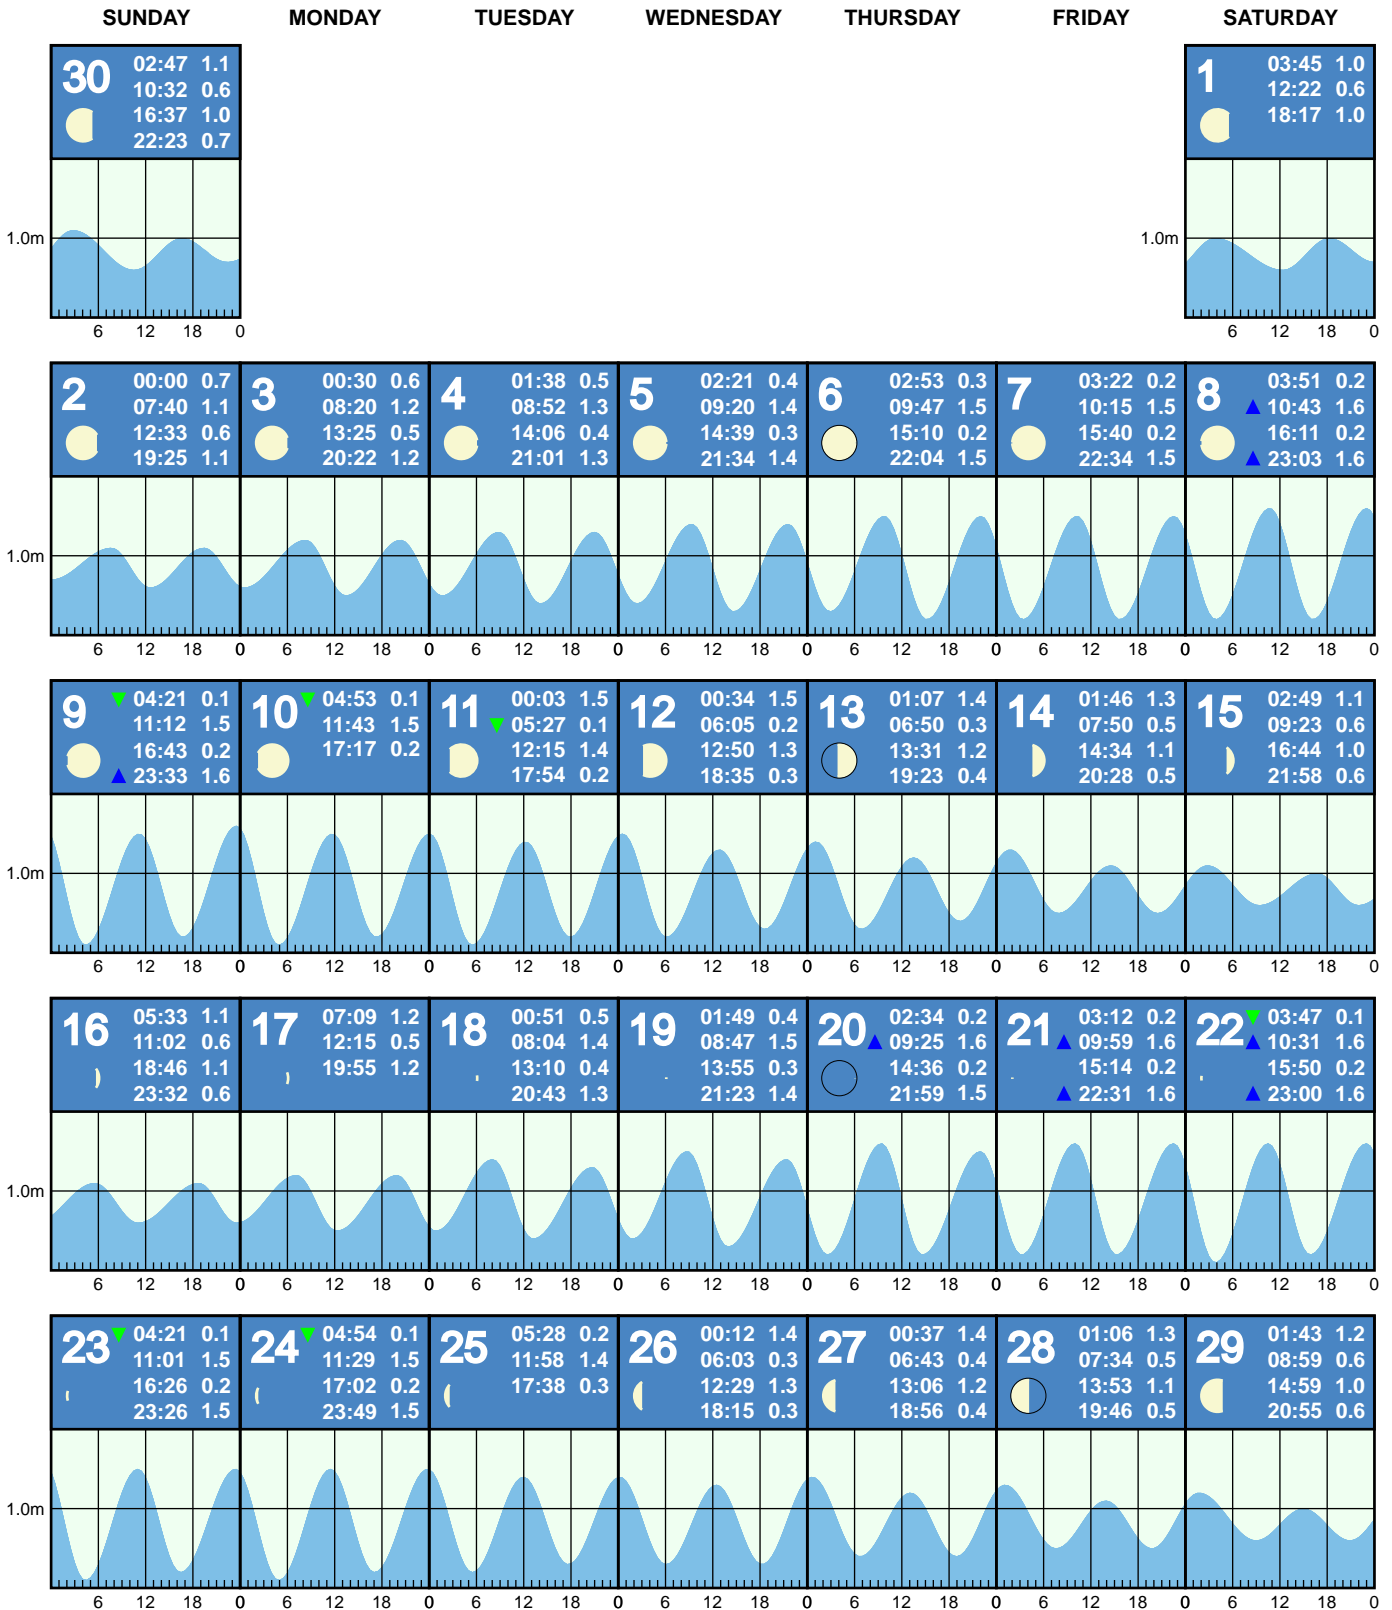 SUNDAY MONDAY TUESDAY WEDNESDAY THURSDAY FRIDAY SATURDAY
30 02:47 1.1
10:32 0.6
16:37 1.0
22:23 0.7
1 03:45 1.0
12:22 0.6
18:17 1.0
1.0m 1.0m
6 12 18 0 6 12 18 0
2 00:00 0.7
07:40 1.1
12:33 0.6
19:25 1.1
3 00:30 0.6
08:20 1.2
13:25 0.5
20:22 1.2
4 01:38 0.5
08:52 1.3
14:06 0.4
21:01 1.3
5 02:21 0.4
09:20 1.4
14:39 0.3
21:34 1.4
6 02:53 0.3
09:47 1.5
15:10 0.2
22:04 1.5
7 03:22 0.2
10:15 1.5
15:40 0.2
22:34 1.5
8 03:51 0.2
10:43 1.6
16:11 0.2
23:03 1.6
1.0m
6 12 18 0 6 12 18 0 6 12 18 0 6 12 18 0 6 12 18 0 6 12 18 0 6 12 18 0
9 04:21 0.1
11:12 1.5
16:43 0.2
23:33 1.6
10 04:53 0.1
11:43 1.5
17:17 0.2
11 00:03 1.5
05:27 0.1
12:15 1.4
17:54 0.2
12 00:34 1.5
06:05 0.2
12:50 1.3
18:35 0.3
13 01:07 1.4
06:50 0.3
13:31 1.2
19:23 0.4
14 01:46 1.3
07:50 0.5
14:34 1.1
20:28 0.5
15 02:49 1.1
09:23 0.6
16:44 1.0
21:58 0.6
1.0m
6 12 18 0 6 12 18 0 6 12 18 0 6 12 18 0 6 12 18 0 6 12 18 0 6 12 18 0
16 05:33 1.1
11:02 0.6
18:46 1.1
23:32 0.6
17 07:09 1.2
12:15 0.5
19:55 1.2
18 00:51 0.5
08:04 1.4
13:10 0.4
20:43 1.3
19 01:49 0.4
08:47 1.5
13:55 0.3
21:23 1.4
20 02:34 0.2
09:25 1.6
14:36 0.2
21:59 1.5
21 03:12 0.2
09:59 1.6
15:14 0.2
22:31 1.6
22 03:47 0.1
10:31 1.6
15:50 0.2
23:00 1.6
1.0m
6 12 18 0 6 12 18 0 6 12 18 0 6 12 18 0 6 12 18 0 6 12 18 0 6 12 18 0
23 04:21 0.1
11:01 1.5
16:26 0.2
23:26 1.5
24 04:54 0.1
11:29 1.5
17:02 0.2
23:49 1.5
25 05:28 0.2
11:58 1.4
17:38 0.3
26 00:12 1.4
06:03 0.3
12:29 1.3
18:15 0.3
27 00:37 1.4
06:43 0.4
13:06 1.2
18:56 0.4
28 01:06 1.3
07:34 0.5
13:53 1.1
19:46 0.5
29 01:43 1.2
08:59 0.6
14:59 1.0
20:55 0.6
1.0m
6 12 18 0 6 12 18 0 6 12 18 0 6 12 18 0 6 12 18 0 6 12 18 0 6 12 18 0